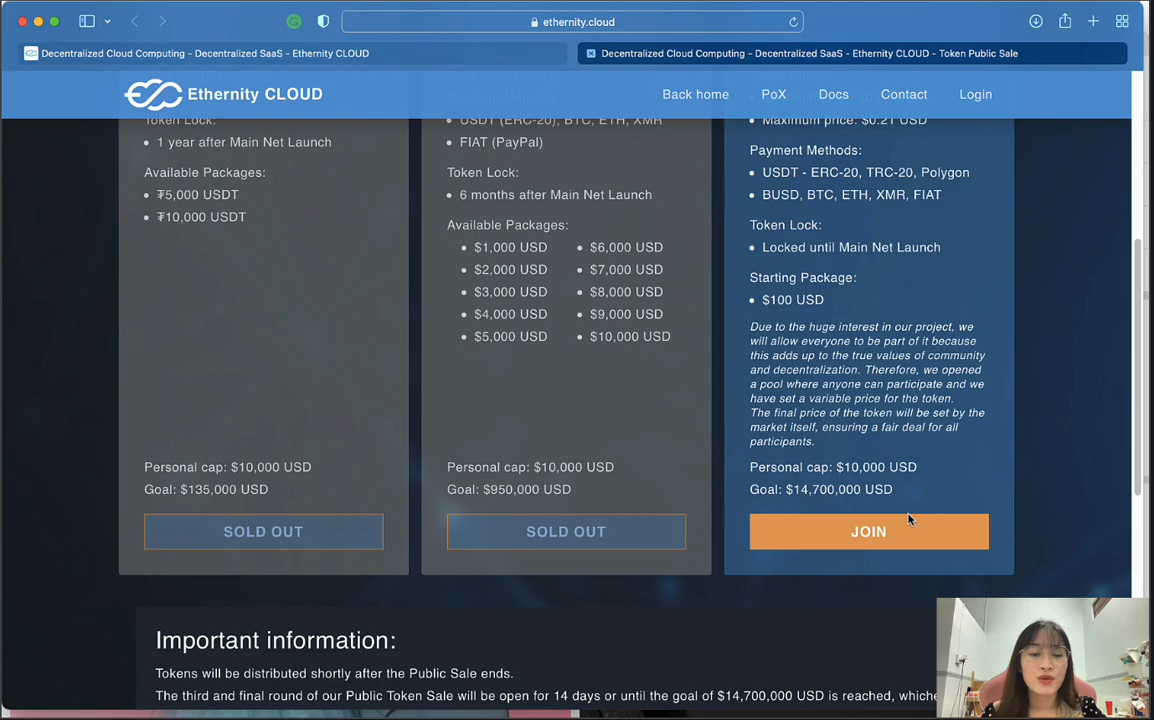 ethernity.cloud
Decentralized Cloud Computing - Decentralized SaaS - Ethernity CLOUD
Decentralized Cloud Computing - Decentralized SaaS - Ethernity CLOUD - Token Public Sale
Ethernity CLOUD
Back home
PoX
Docs
Contact
Login
Token Lock:
• 1 year after Main Net Launch
Available Packages:
• ₮5,000 USDT
• ₮10,000 USDT
Personal cap: $10,000 USD
Goal: $135,000 USD
SOLD OUT
• USDT (ERC-20), BTC, ETH, XMR
• FIAT (PayPal)
Token Lock:
• 6 months after Main Net Launch
Available Packages:
• $1,000 USD
• $2,000 USD
• $3,000 USD
• $4,000 USD
• $5,000 USD
• $6,000 USD
• $7,000 USD
• $8,000 USD
• $9,000 USD
• $10,000 USD
Personal cap: $10,000 USD
Goal: $950,000 USD
SOLD OUT
• Maximum price: $0.21 USD
Payment Methods:
• USDT - ERC-20, TRC-20, Polygon
• BUSD, BTC, ETH, XMR, FIAT
Token Lock:
• Locked until Main Net Launch
Starting Package:
• $100 USD
Due to the huge interest in our project, we
will allow everyone to be part of it because
this adds up to the true values of community
and decentralization. Therefore, we opened
a pool where anyone can participate and we
have set a variable price for the token.
The final price of the token will be set by the
market itself, ensuring a fair deal for all
participants.
Personal cap: $10,000 USD
Goal: $14,700,000 USD
JOIN
Important information:
Tokens will be distributed shortly after the Public Sale ends.
The third and final round of our Public Token Sale will be open for 14 days or until the goal of $14,700,000 USD is reached, whiche